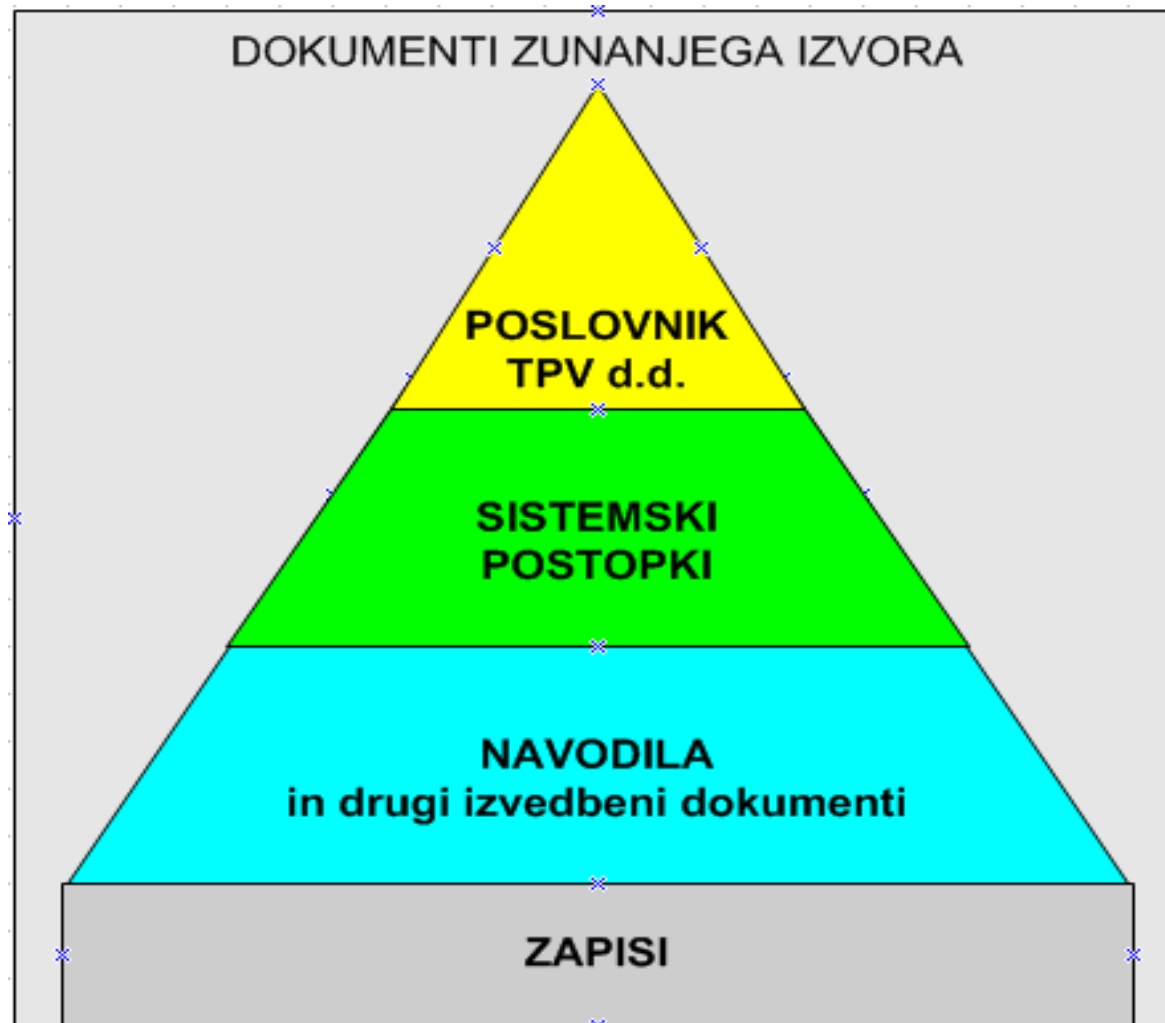 DOKUMENTI ZUNANJEGA IZVORA
POSLOVNIK
TPV d.d.
SISTEMSKI
POSTOPKI
NAVODILA
in drugi izvedbeni dokumenti
ZAPISI